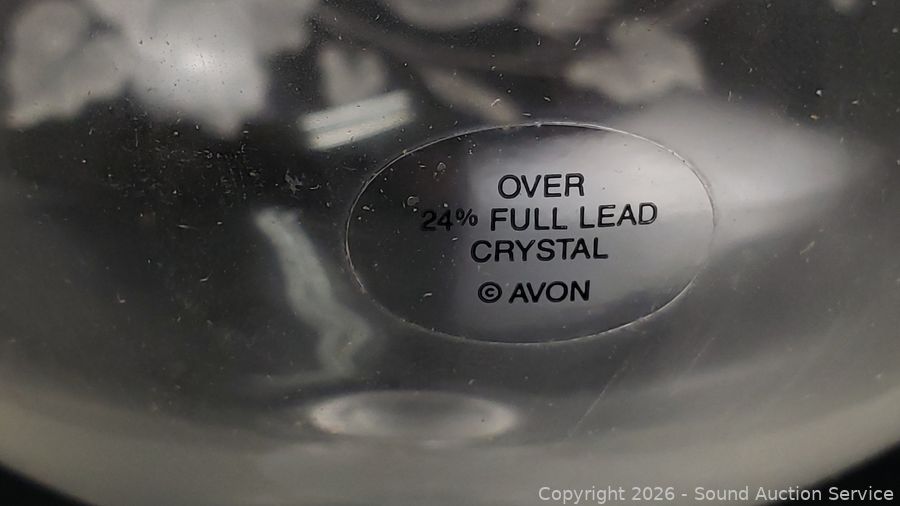 OVER
24% FULL LEAD
CRYSTAL
© AVON
Copyright 2026 - Sound Auction Service